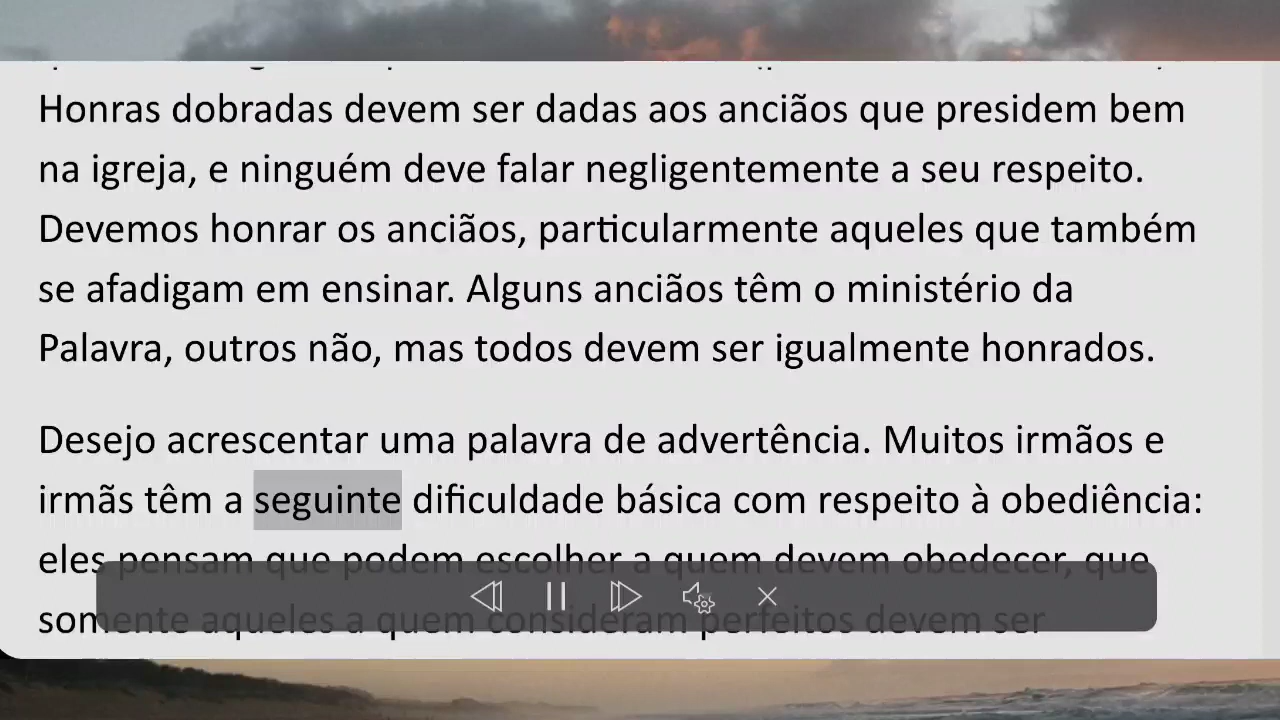 Honras dobradas devem ser dadas aos anciãos que presidem bem
na igreja, e ninguém deve falar negligentemente a seu respeito.
Devemos honrar os anciãos, particularmente aqueles que também
se afadigam em ensinar. Alguns anciãos têm o ministério da
Palavra, outros não, mas todos devem ser igualmente honrados.
Desejo acrescentar uma palavra de advertência. Muitos irmãos e
irmãs têm a seguinte dificuldade básica com respeito à obediência:
eles pensam que podem escolher a quem devem obedecer, que
somente aqueles a quem consideram perfeitos devem ser